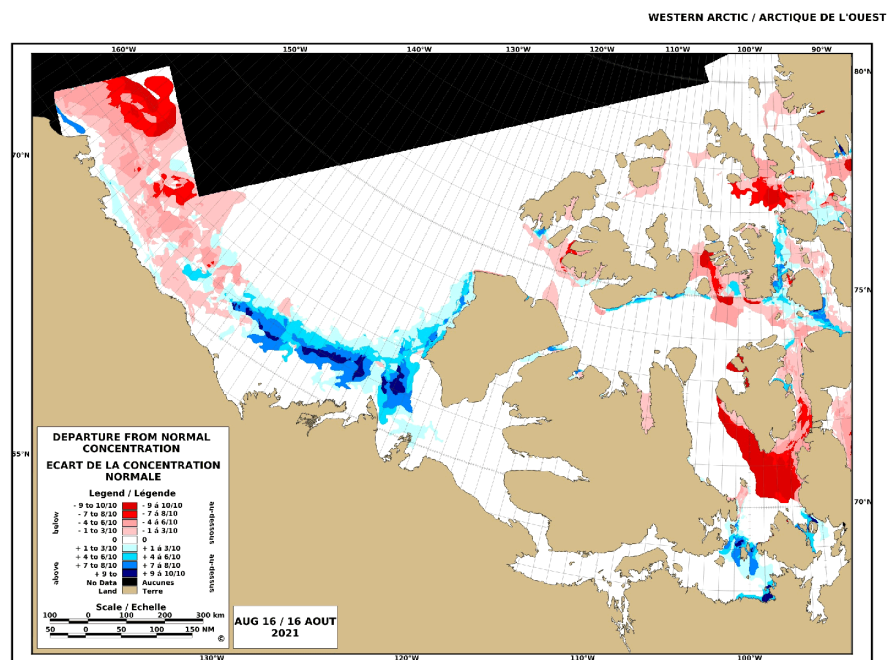 WESTERN ARCTIC / ARCTIQUE DE L'OUEST
160°W 150°W 140°W 130°W 120°W 110°W 100°W 90°W
80°N
70°N
75°N
65°N
70°N
DEPARTURE FROM NORMAL
CONCENTRATION
ECART DE LA CONCENTRATION
NORMALE
Legend / Légende
below
au-dessous
- 9 to 10/10 - 9 á 10/10
- 7 to 8/10 - 7 á 8/10
- 4 to 6/10 - 4 á 6/10
- 1 to 3/10 - 1 á 3/10
0 0
+ 1 to 3/10 + 1 á 3/10
+ 4 to 6/10 + 4 á 6/10
+ 7 to 8/10 + 7 á 8/10
+ 9 to + 9 á 10/10
above
au-dessus
No Data Aucunes
Land Terre
Scale / Echelle
100 0 100 200 300 km
50 0 50 100 150 NM
©
AUG 16 / 16 AOUT
2021
130°W 120°W 110°W 100°W